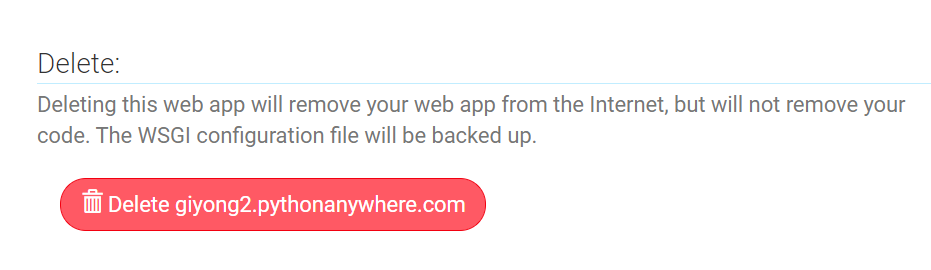 Delete:
Deleting this web app will remove your web app from the Internet, but will not remove your
code. The WSGI configuration file will be backed up.
Delete giyong2.pythonanywhere.com